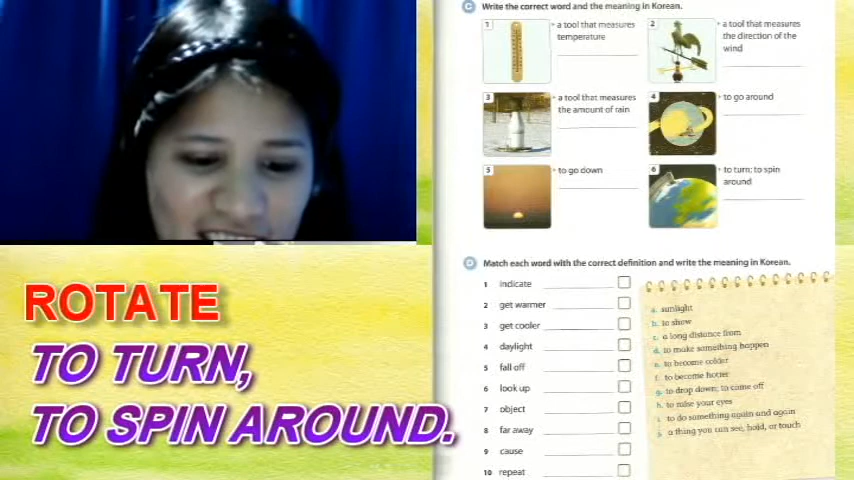 C Write the correct word and the meaning in Korean.
1
a tool that measures
temperature
2
a tool that measures
the direction of the
wind
3
a tool that measures
the amount of rain
4
to go around
5
to go down
6
to turn; to spin
around
ROTATE
TO TURN,
TO SPIN AROUND.
D Match each word with the correct definition and write the meaning in Korean.
1 indicate
2 get warmer
3 get cooler
4 daylight
5 fall off
6 look up
7 object
8 far away
9 cause
10 repeat
a. sunlight
b. to show
c. a long distance from
d. to make something happen
e. to become colder
f. to become hotter
g. to drop down; to come off
h. to raise your eyes
i. to do something again and again
j. a thing you can see, hold, or touch